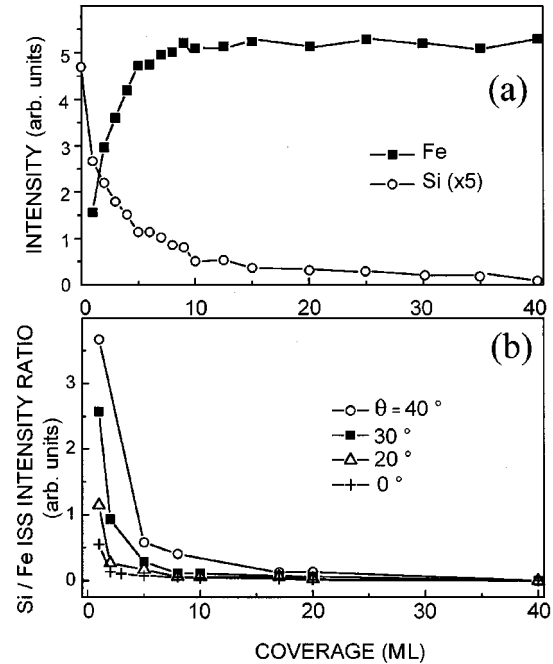 (a)
INTENSITY (arb. units)
5
4
3
2
1
0
Fe
Si (x5)
0 10 20 30 40
(b)
Si / Fe ISS INTENSITY RATIO
(arb. units)
3
2
1
0
θ = 40 °
30 °
20 °
0 °
0 10 20 30 40
COVERAGE (ML)